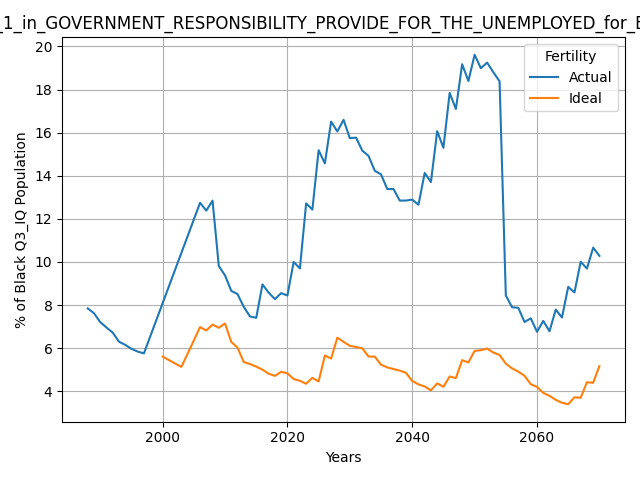 _1_in_GOVERNMENT_RESPONSIBILITY_PROVIDE_FOR_THE_UNEMPLOYED_for_B
Fertility
Actual
Ideal
% of Black Q3_IQ Population
20
18
16
14
12
10
8
6
4
2000
2020
2040
2060
Years